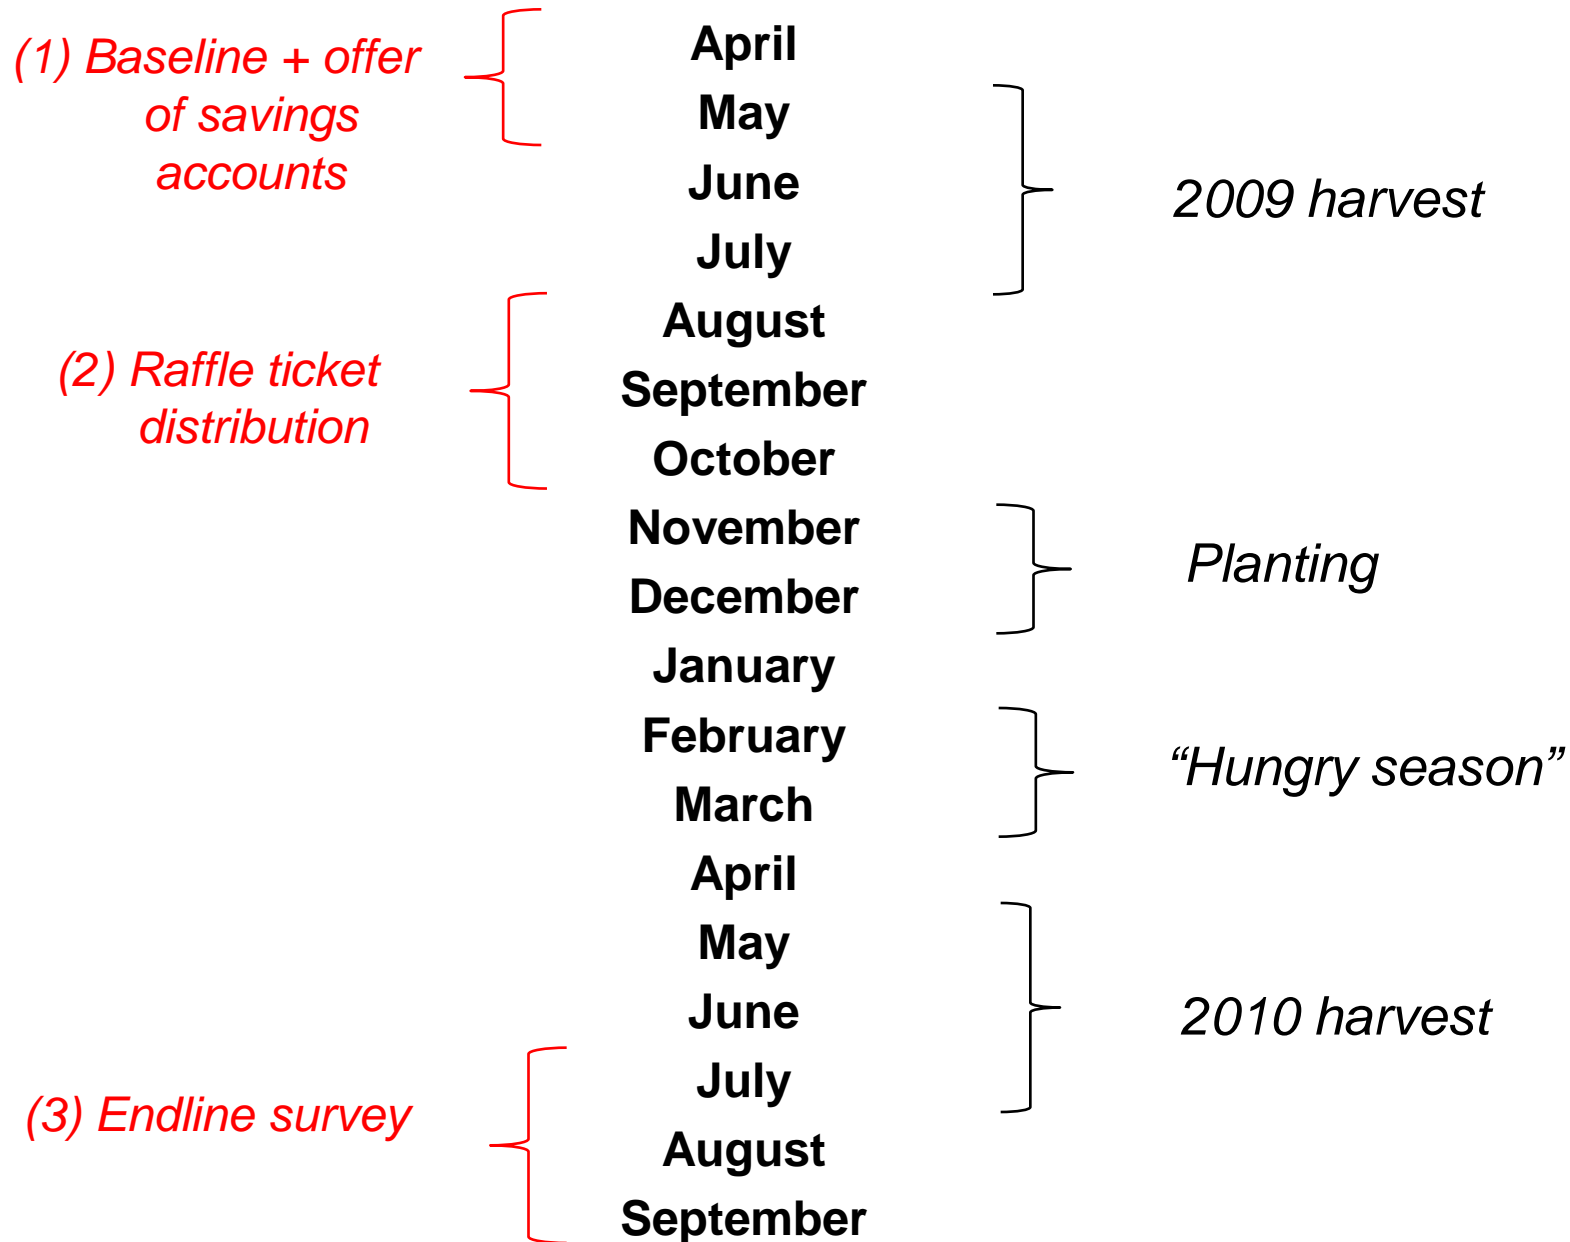 (1) Baseline + offer
of savings
accounts
April
May
June
July
2009 harvest
(2) Raffle ticket
distribution
August
September
October
November
December
Planting
January
February
March
“Hungry season”
April
May
June
July
2010 harvest
(3) Endline survey
August
September